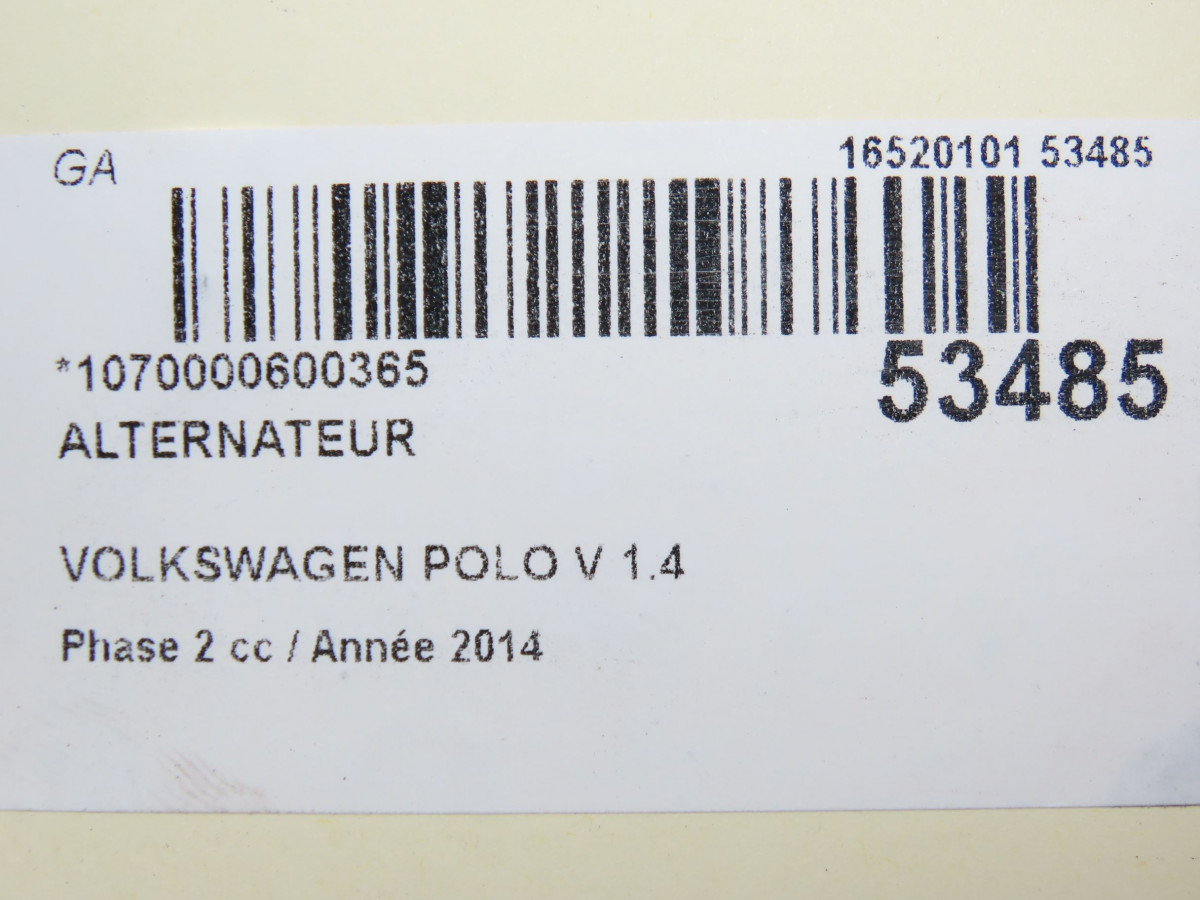 GA
16520101 53485
*1070000600365
53485
ALTERNATEUR
VOLKSWAGEN POLO V 1.4
Phase 2 cc / Année 2014